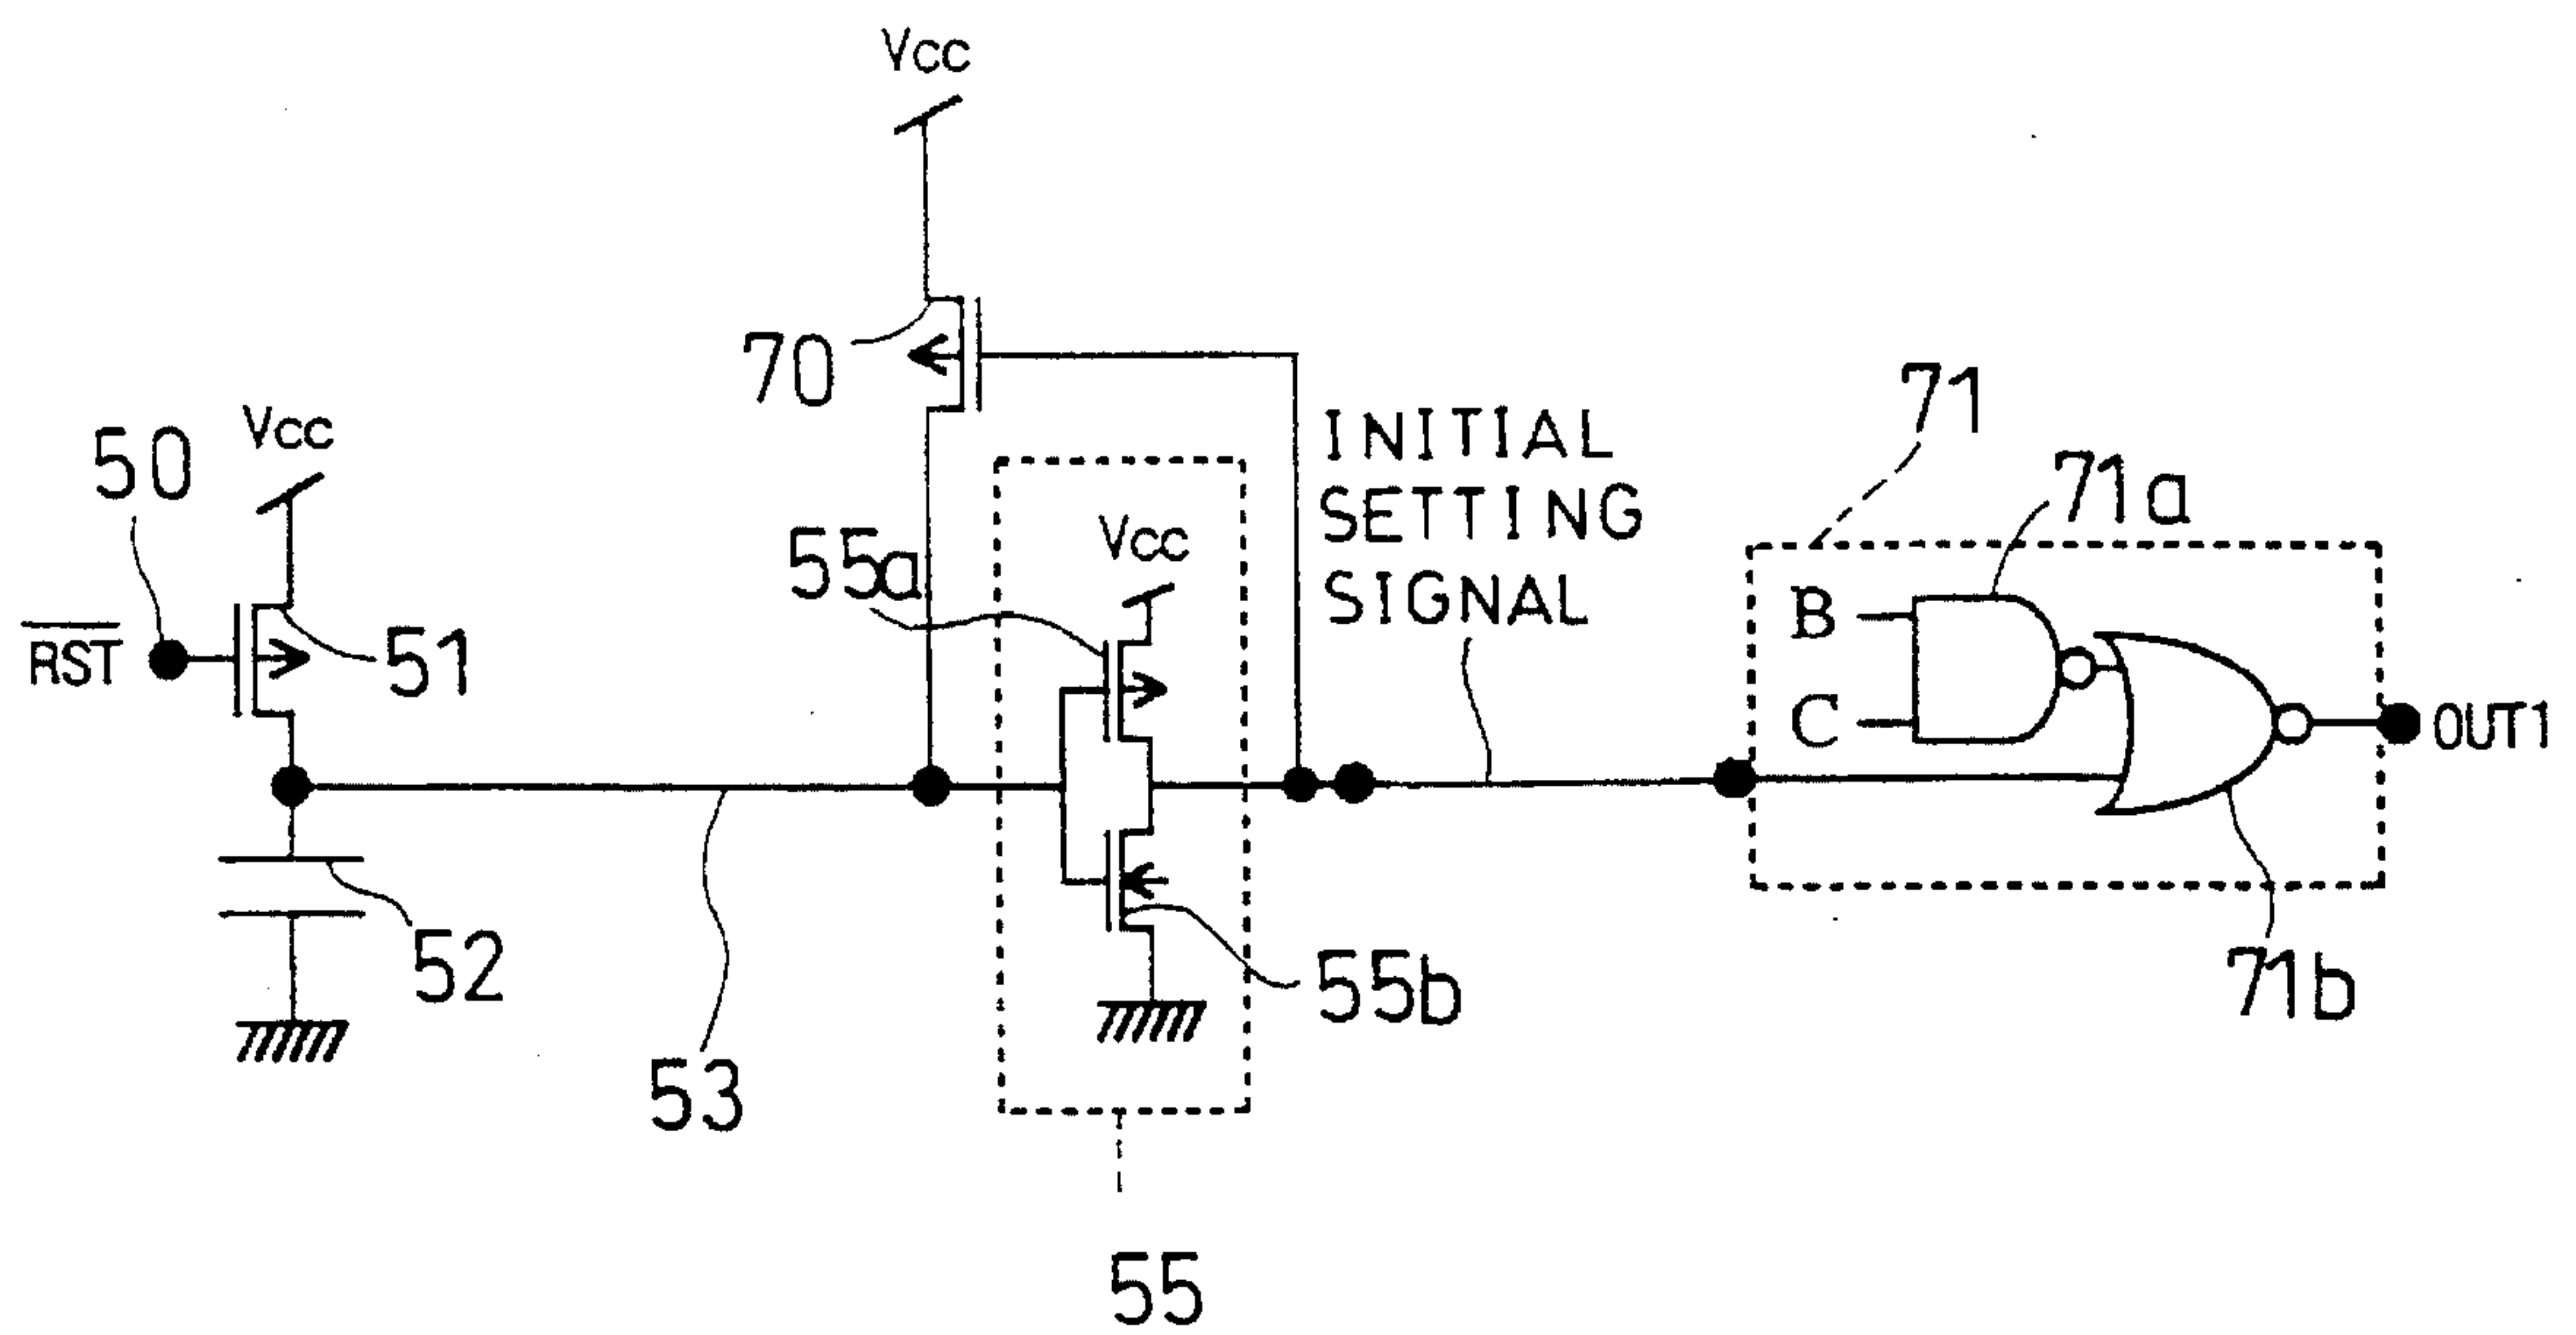 Vcc
70
50
Vcc
RST
51
52
53
55a
Vcc
55b
55
INITIAL
SETTING
SIGNAL
71
71a
B
C
71b
OUT1